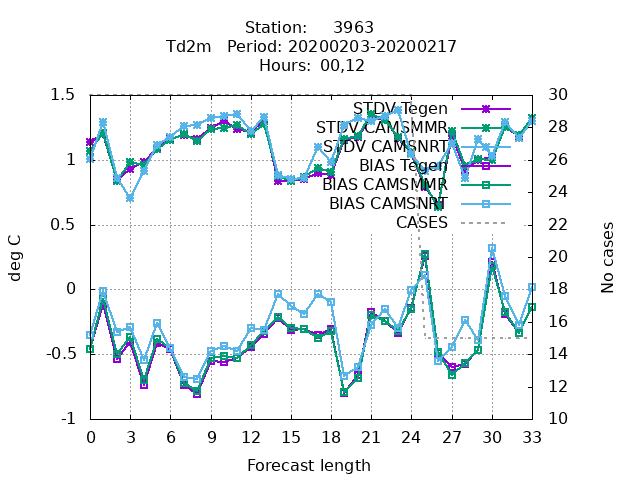 Station: 3963
Td2m Period: 20200203-20200217
Hours: 00,12
deg C
No cases
1.5
1
0.5
0
-0.5
-1
30
28
26
24
22
20
18
16
14
12
10
STDV Tegen
STDV CAMSMMR
STDV CAMSNRT
BIAS Tegen
BIAS CAMSMMR
BIAS CAMSNRT
CASES
0 3 6 9 12 15 18 21 24 27 30 33
Forecast length